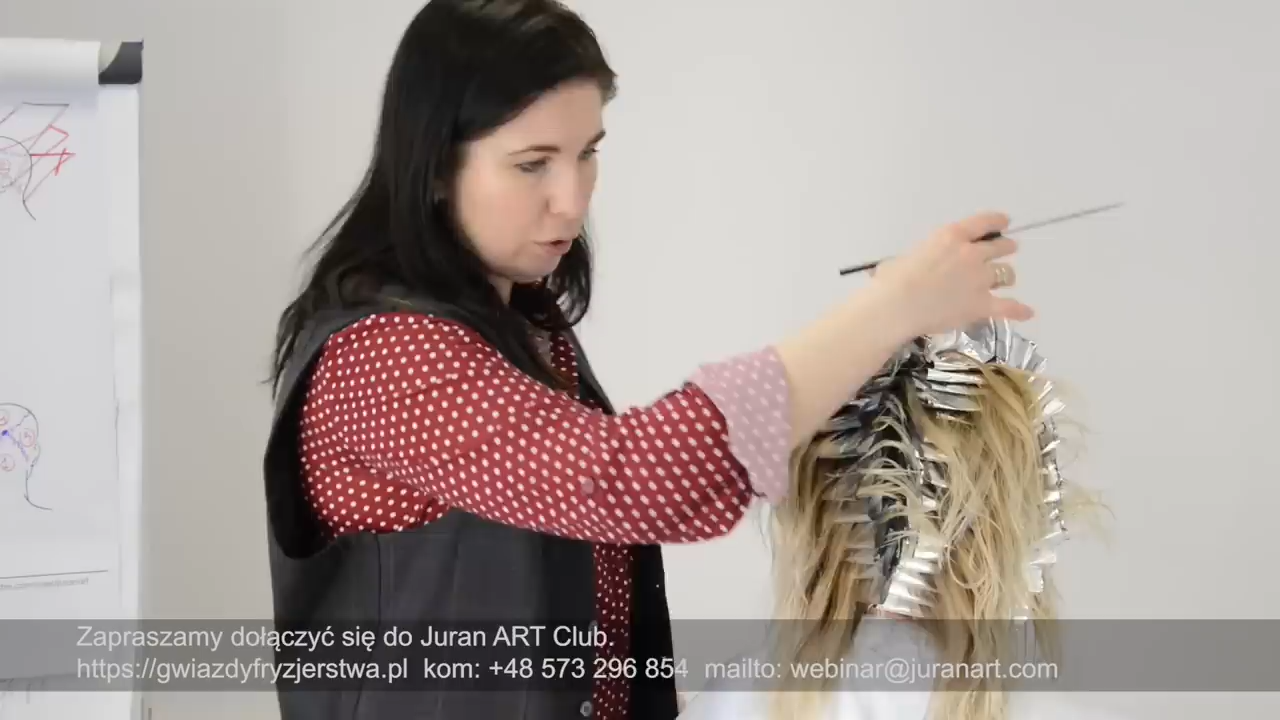 Zapraszamy dołączyć się do Juran ART Club.
https://gwiazdyfryzjerstwa.pl  kom: +48 573 296 854  mailto: webinar@juranart.com